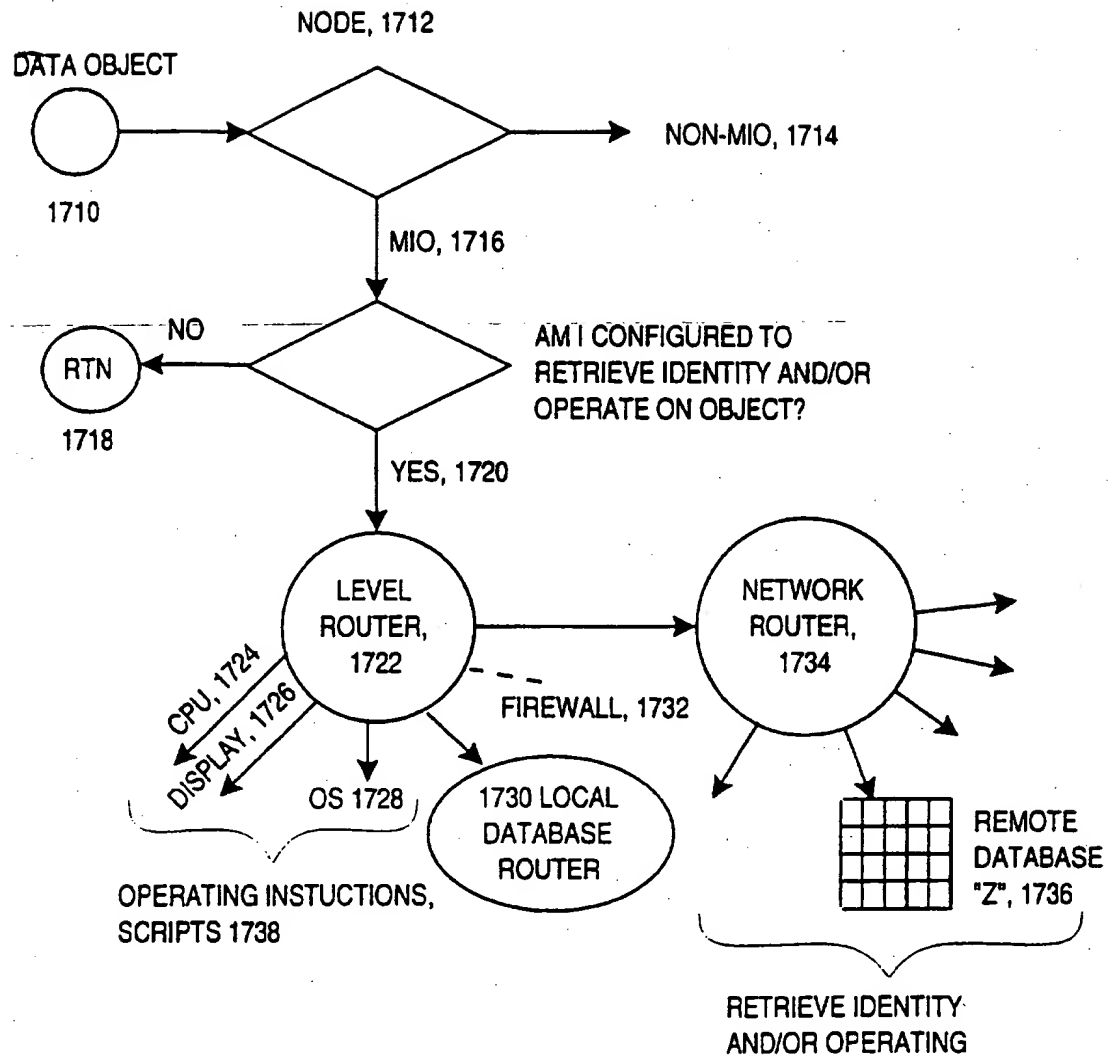 NODE, 1712
DATA OBJECT
NON-MIO, 1714
1710
MIO, 1716
NO
RTN
1718
AM I CONFIGURED TO
RETRIEVE IDENTITY AND/OR
OPERATE ON OBJECT?
YES, 1720
LEVEL
ROUTER,
1722
NETWORK
ROUTER,
1734
CPU, 1724
DISPLAY, 1726
OS 1728
FIREWALL, 1732
1730 LOCAL
DATABASE
ROUTER
REMOTE
DATABASE
"Z", 1736
OPERATING INSTUCTIONS,
SCRIPTS 1738
RETRIEVE IDENTITY
AND/OR OPERATING